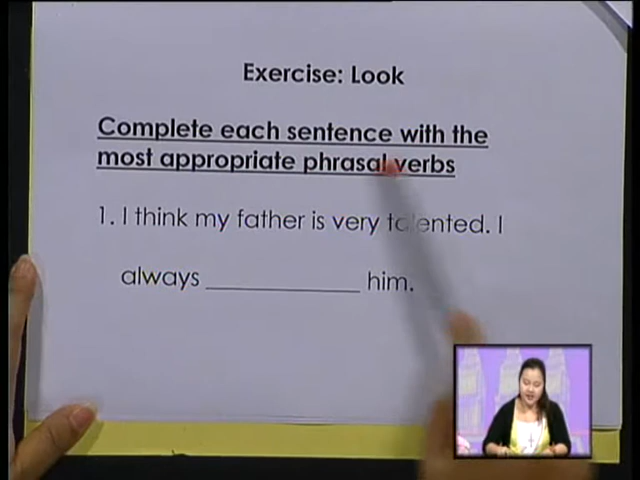 Exercise: Look
Complete each sentence with the
most appropriate phrasal verbs
1. I think my father is very talented. I
always ____________ him.